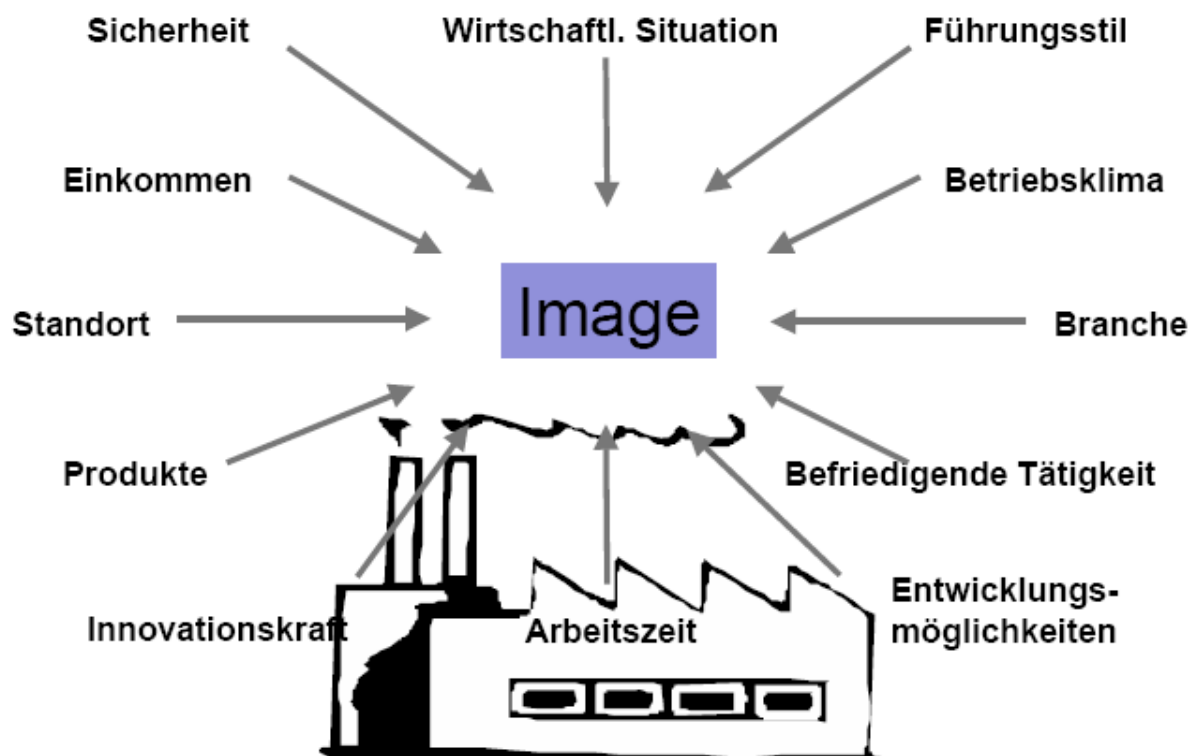 Sicherheit
Wirtschaftl. Situation
Führungsstil
Einkommen
Betriebsklima
Image
Standort
Branche
Produkte
Befriedigende Tätigkeit
Innovationskraft
Arbeitszeit
Entwicklungs-
möglichkeiten